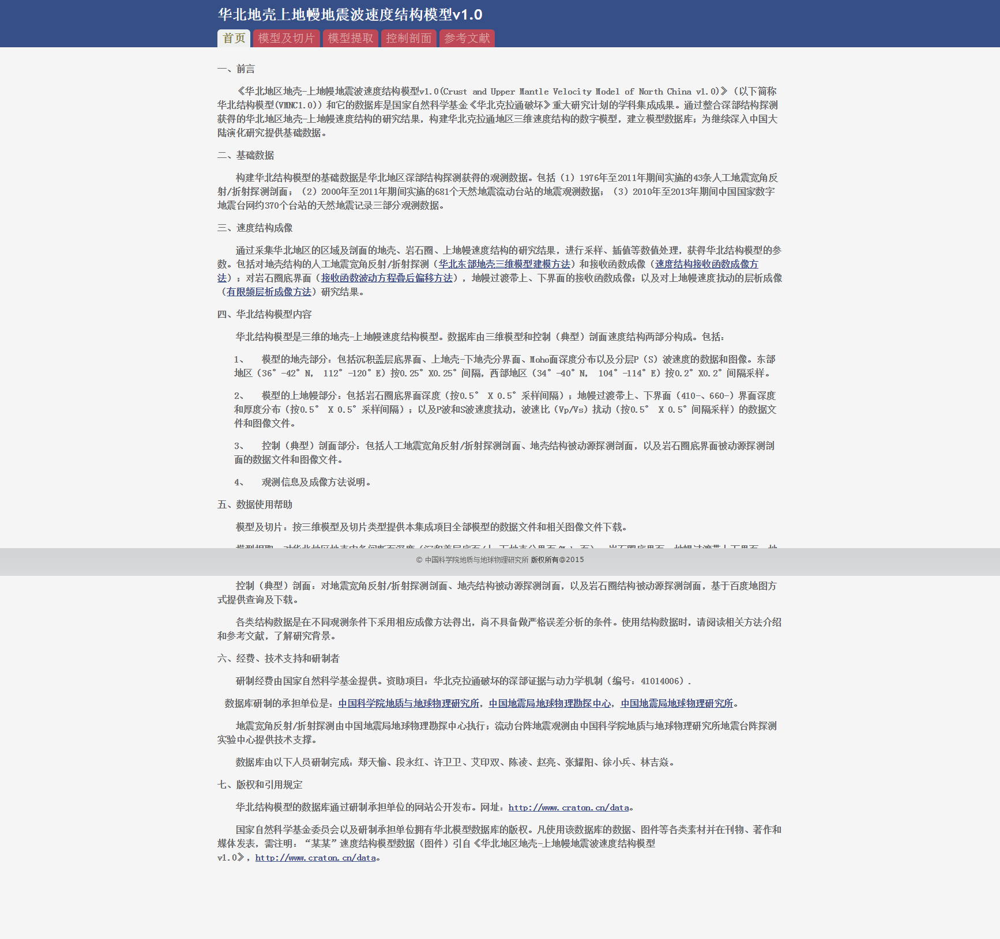 华北地壳上地幔地震波速度结构模型v1.0
首页 模型及切片 模型提取 控制剖面 参考文献
一、前言
《华北地区地壳-上地幔地震波速度结构模型v1.0(Crust and Upper Mantle Velocity Model of North China v1.0)》（以下简称
华北结构模型(VMNC1.0)）和它的数据库是国家自然科学基金《华北克拉通破坏》重大研究计划的学科集成成果。通过整合深部结构探测
获得的华北地区地壳-上地幔速度结构的研究结果，构建华北克拉通地区三维速度结构的数字模型，建立模型数据库；为继续深入中国大
陆演化研究提供基础数据。
二、基础数据
构建华北结构模型的基础数据是华北地区深部结构探测获得的观测数据。包括（1）1976年至2011年期间实施的43条人工地震宽角反
射/折射探测剖面；（2）2000年至2011年期间实施的681个天然地震流动台站的地震观测数据；（3）2010年至2013年期间中国国家数字
地震台网约370个台站的天然地震记录三部分观测数据。
三、速度结构成像
通过采集华北地区的区域及剖面的地壳、岩石圈、上地幔速度结构的研究结果，进行采样、插值等数值处理，获得华北结构模型的参
数。包括对地壳结构的人工地震宽角反射/折射探测（华北东部地壳三维模型建模方法）和接收函数成像（速度结构接收函数成像方
法）；对岩石圈底界面（接收函数波动方程叠后偏移方法），地幔过渡带上、下界面的接收函数成像；以及对上地幔速度扰动的层析成像
（有限频层析成像方法）研究结果。
四、华北结构模型内容
华北结构模型是三维的地壳-上地幔速度结构模型。数据库由三维模型和控制（典型）剖面速度结构两部分构成。包括：
1、 模型的地壳部分：包括沉积盖层底界面、上地壳-下地壳分界面、Moho面深度分布以及分层P（S）波速度的数据和图像。东部
地区（36°-42°N， 112°-120°E）按0.25°X0.25°间隔，西部地区（34°-40°N， 104°-114°E）按0.2°X0.2°间隔采样。
2、 模型的上地幔部分：包括岩石圈底界面深度（按0.5° X 0.5°采样间隔）；地幔过渡带上、下界面（410-、660-）界面深度
和厚度分布（按0.5° X 0.5°采样间隔）；以及P波和S波速度扰动，波速比（Vp/Vs）扰动（按0.5° X 0.5°间隔采样）的数据文
件和图像文件。
3、 控制（典型）剖面部分：包括人工地震宽角反射/折射探测剖面、地壳结构被动源探测剖面，以及岩石圈底界面被动源探测剖
面的数据文件和图像文件。
4、 观测信息及成像方法说明。
五、数据使用帮助
模型及切片：按三维模型及切片类型提供本集成项目全部模型的数据文件和相关图像文件下载。
© 中国科学院地质与地球物理研究所 版权所有@2015
控制（典型）剖面：对地震宽角反射/折射探测剖面、地壳结构被动源探测剖面，以及岩石圈结构被动源探测剖面，基于百度地图方
式提供查询及下载。
各类结构数据是在不同观测条件下采用相应成像方法得出，尚不具备做严格误差分析的条件。使用结构数据时，请阅读相关方法介绍
和参考文献，了解研究背景。
六、经费、技术支持和研制者
研制经费由国家自然科学基金提供。资助项目：华北克拉通破坏的深部证据与动力学机制（编号：41014006）.
数据库研制的承担单位是：中国科学院地质与地球物理研究所，中国地震局地球物理勘探中心，中国地震局地球物理研究所。
地震宽角反射/折射探测由中国地震局地球物理勘探中心执行；流动台阵地震观测由中国科学院地质与地球物理研究所地震台阵探测
实验中心提供技术支撑。
数据库由以下人员研制完成：郑天愉、段永红、许卫卫、艾印双、陈凌、赵亮、张耀阳、徐小兵、林吉焱。
七、版权和引用规定
华北结构模型的数据库通过研制承担单位的网站公开发布。网址：http://www.craton.cn/data。
国家自然科学基金委员会以及研制承担单位拥有华北模型数据库的版权。凡使用该数据库的数据、图件等各类素材并在刊物、著作和
媒体发表，需注明：“某某”速度结构模型数据（图件）引自《华北地区地壳-上地幔地震波速度结构模型
v1.0》，http://www.craton.cn/data。